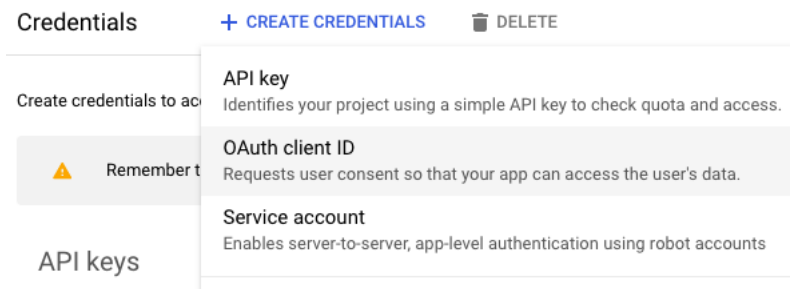 Credentials
+ CREATE CREDENTIALS
DELETE
API key
Identifies your project using a simple API key to check quota and access.
Create credentials to
OAuth client ID
Requests user consent so that your app can access the user's data.
Remember
Service account
Enables server-to-server, app-level authentication using robot accounts
API keys